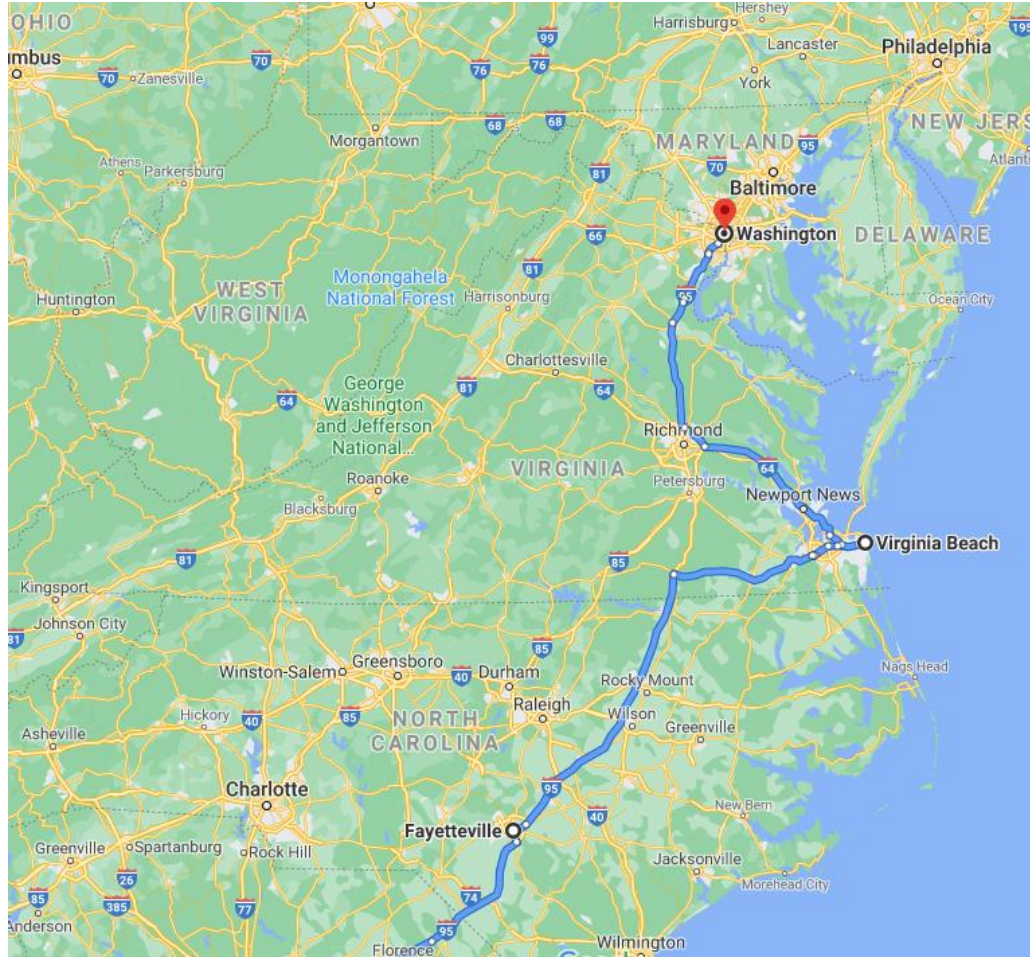 OHIO
Harrisburg
Hershey
99
195
umbus
70
Zanesville
70
76
76
Lancaster
Philadelphia
York
68
68
Morgantown
MARYLAND
95
NEW JERS
Athens
Parkersburg
81
70
Baltimore
Atlanti
66
Washington
DELAWARE
81
Monongahela
National Forest
Huntington
WEST
VIRGINIA
Harrisonburg
95
Ocean City
Charlottesville
81
64
64
George
Washington
and Jefferson
National...
Richmond
VIRGINIA
64
Roanoke
Petersburg
Newport News
Blacksburg
Virginia Beach
81
85
Kingsport
Johnson City
81
85
Nags Head
Winston-Salem
Greensboro
40
Durham
Rocky Mount
Raleigh
Hickory
40
85
NORTH
CAROLINA
Wilson
Greenville
Asheville
Charlotte
95
40
New Bern
Fayetteville
Greenville
Spartanburg
Rock Hill
Jacksonville
26
Morehead City
85
385
77
74
Anderson
95
Florence
Wilmington